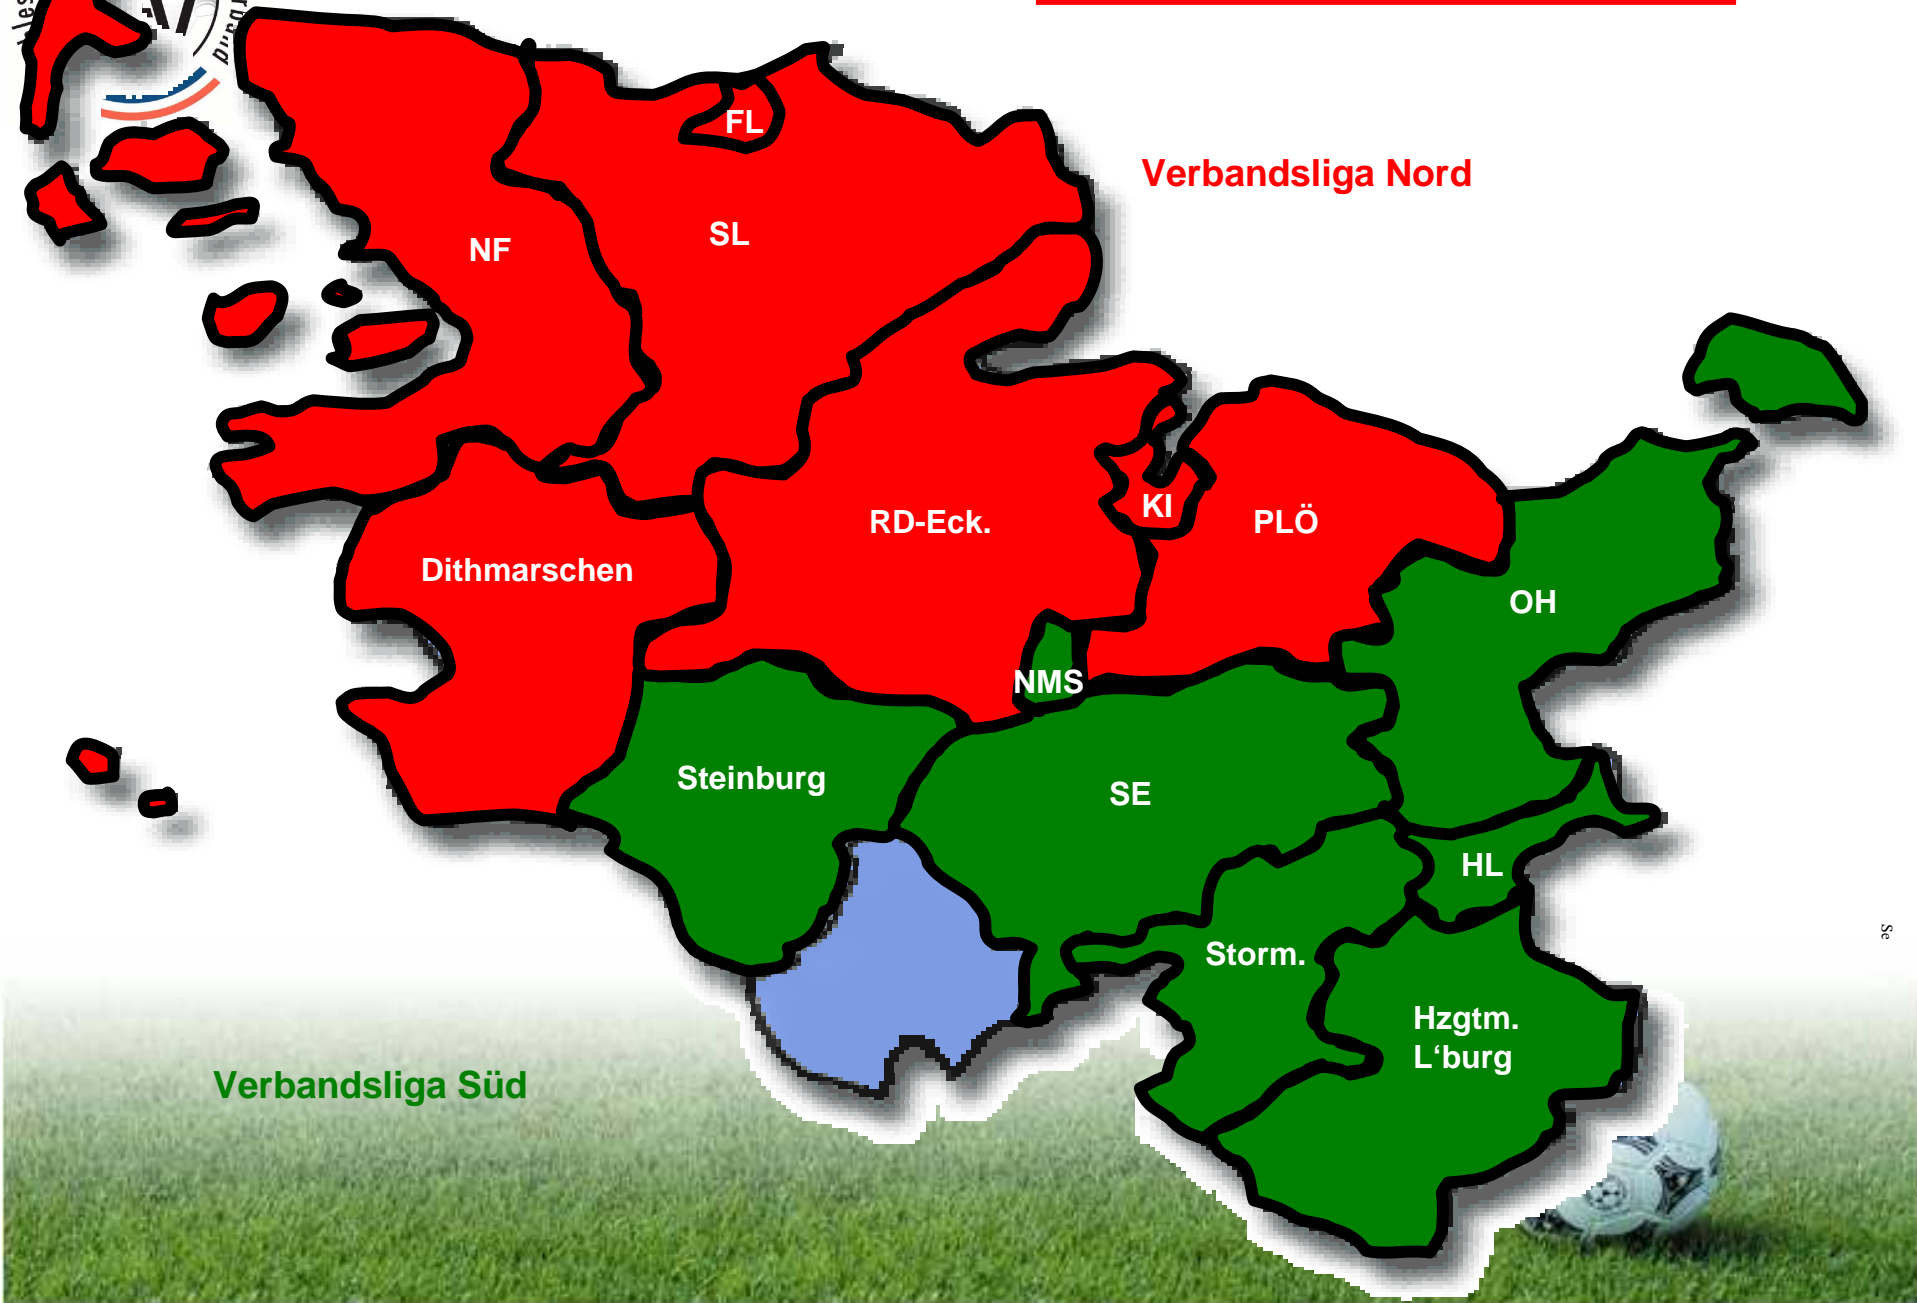 FL
Verbandsliga Nord
SL
NF
KI
PLÖ
RD-Eck.
Dithmarschen
OH
NMS
Steinburg
SE
HL
Storm.
Se
Hzgtm.
L‘burg
Verbandsliga Süd